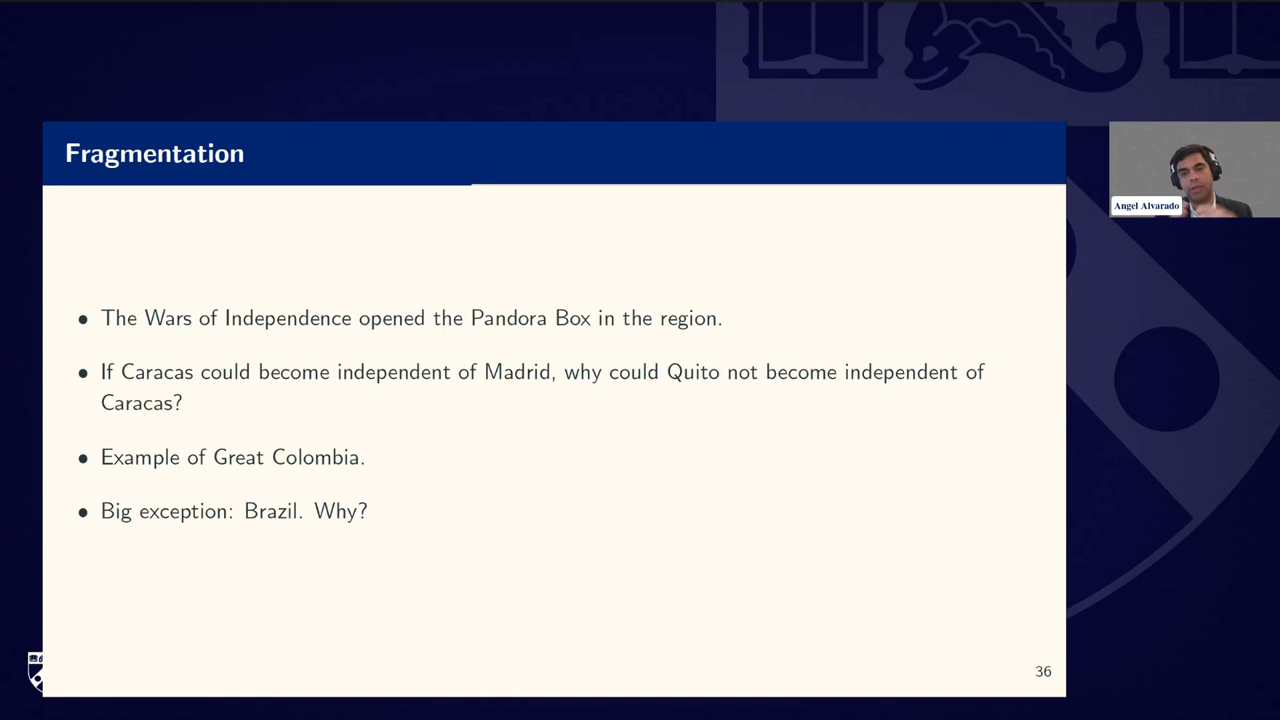 Fragmentation
Angel Alvarado
• The Wars of Independence opened the Pandora Box in the region.
• If Caracas could become independent of Madrid, why could Quito not become independent of
Caracas?
• Example of Great Colombia.
• Big exception: Brazil. Why?
36